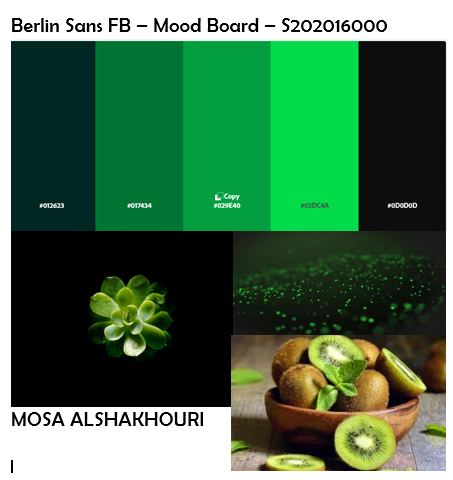 Berlin Sans FB – Mood Board – S202016000
Copy
#012623 #017434 #029E40 #02DC4A #0D0D0D
MOSA ALSHAKHOURI